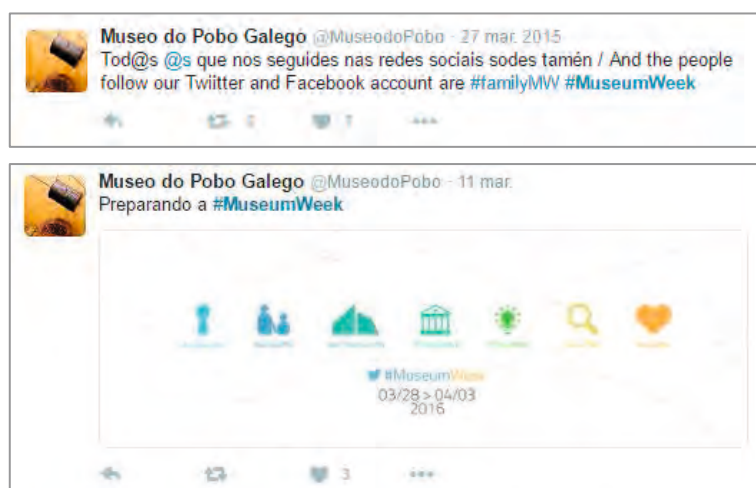 Museo do Pobo Galego @MuseodoPobo · 27 mar. 2015
Tod@s @s que nos seguides nas redes sociais sodes tamén / And the people
follow our Twiitter and Facebook account are #familyMW #MuseumWeek
Museo do Pobo Galego @MuseodoPobo · 11 mar.
Preparando a #MuseumWeek
#MuseumWeek
03/28 > 04/03
2016
3